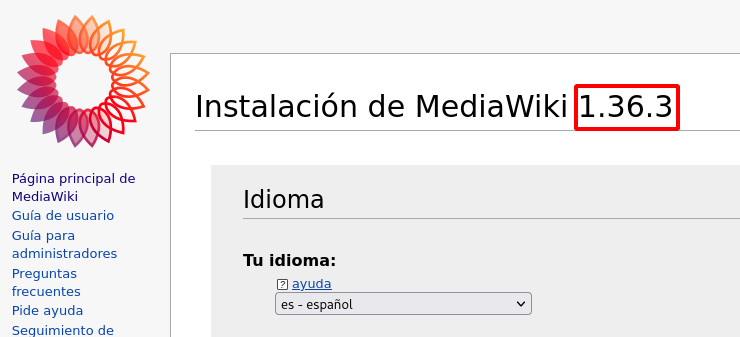 Instalación de MediaWiki 1.36.3
Página principal de
MediaWiki
Guía de usuario
Guía para
administradores
Preguntas
frecuentes
Pide ayuda
Seguimiento de
Idioma
Tu idioma:
? ayuda
es - español